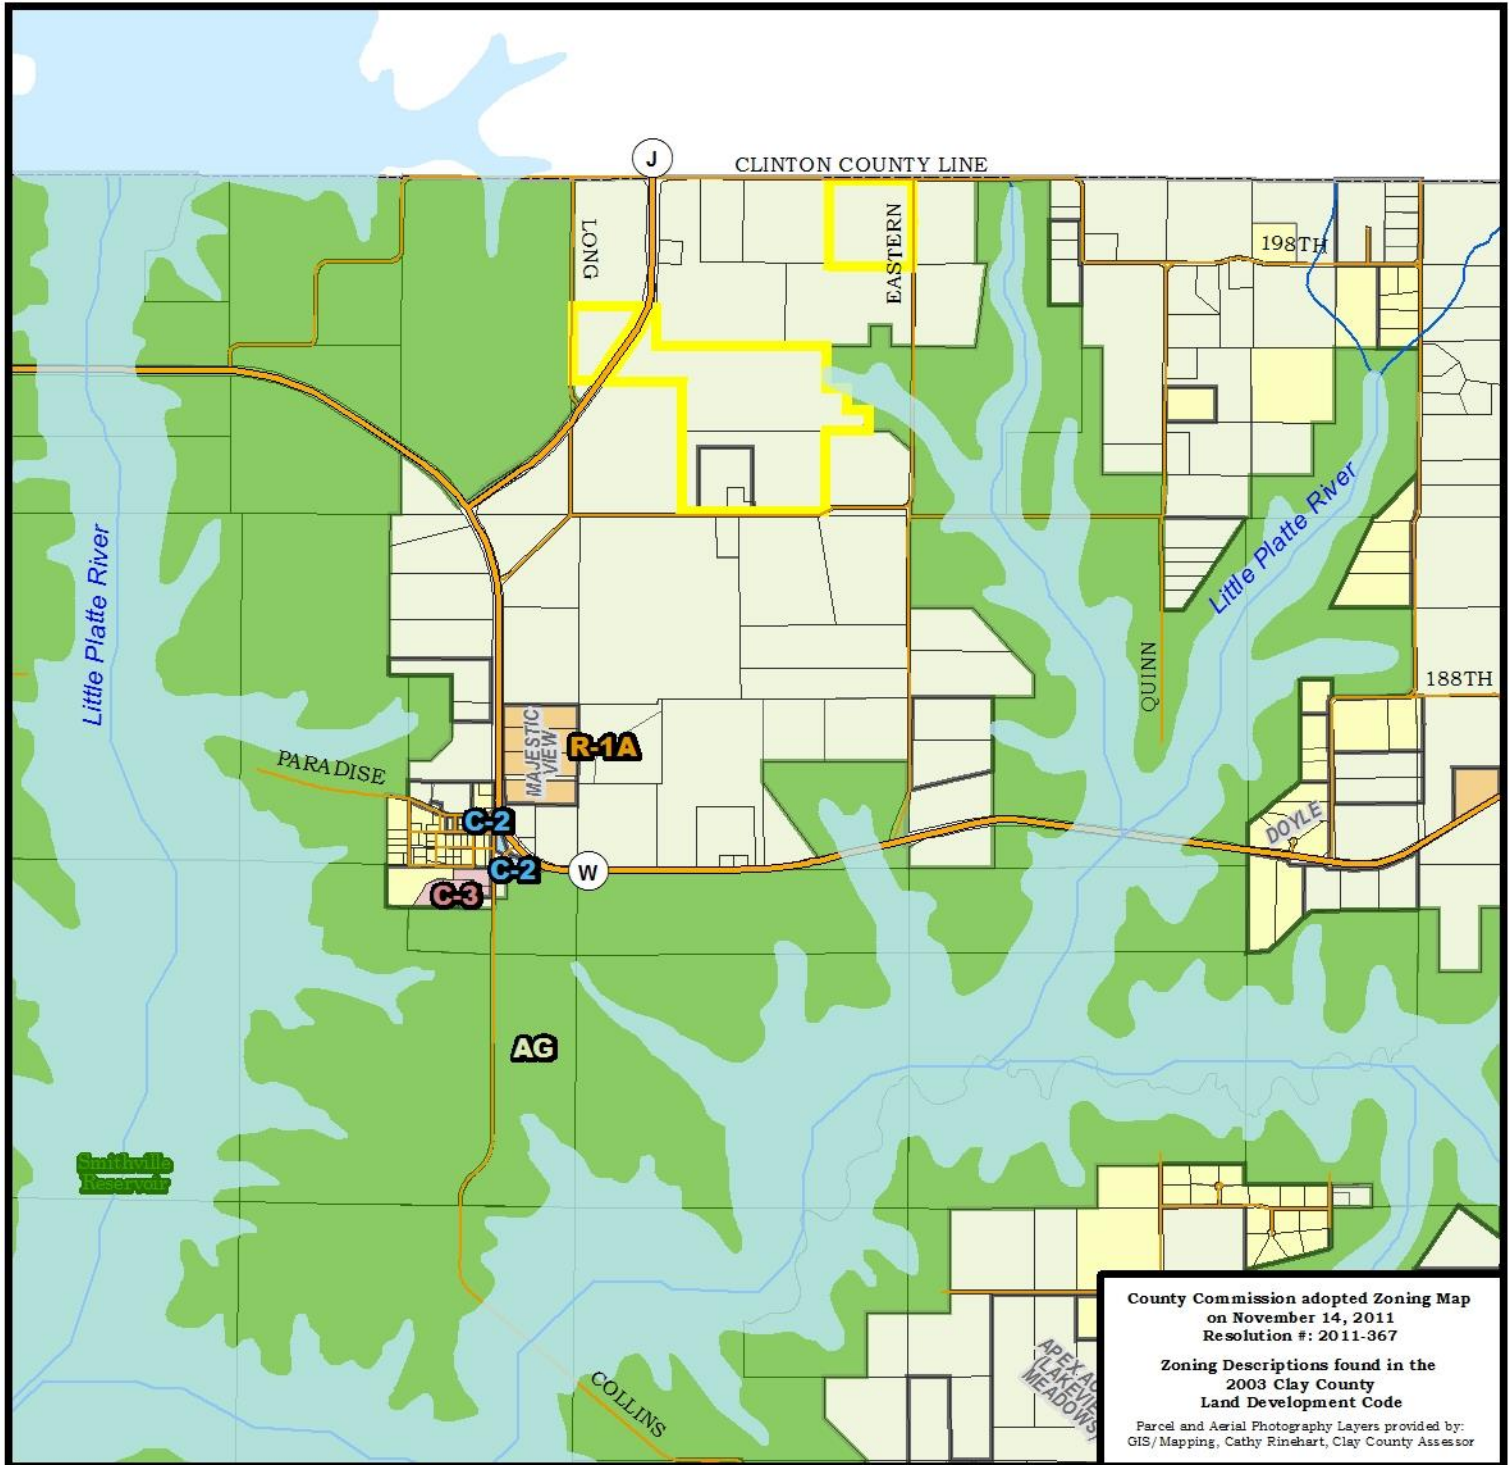 J
CLINTON COUNTY LINE
LONG
EASTERN
198TH
Little Platte River
Little Platte River
QUINN
188TH
MAJESTIC
VIEW
R-1A
PARADISE
C-2
DOYLE
C-2
W
C-3
AG
Smithville
Reservoir
COLLINS
MEADOWS)
County Commission adopted Zoning Map
on November 14, 2011
Resolution #: 2011-367
Zoning Descriptions found in the
2003 Clay County
Land Development Code
Parcel and Aerial Photography Layers provided by:
GIS/Mapping, Cathy Rinehart, Clay County Assessor